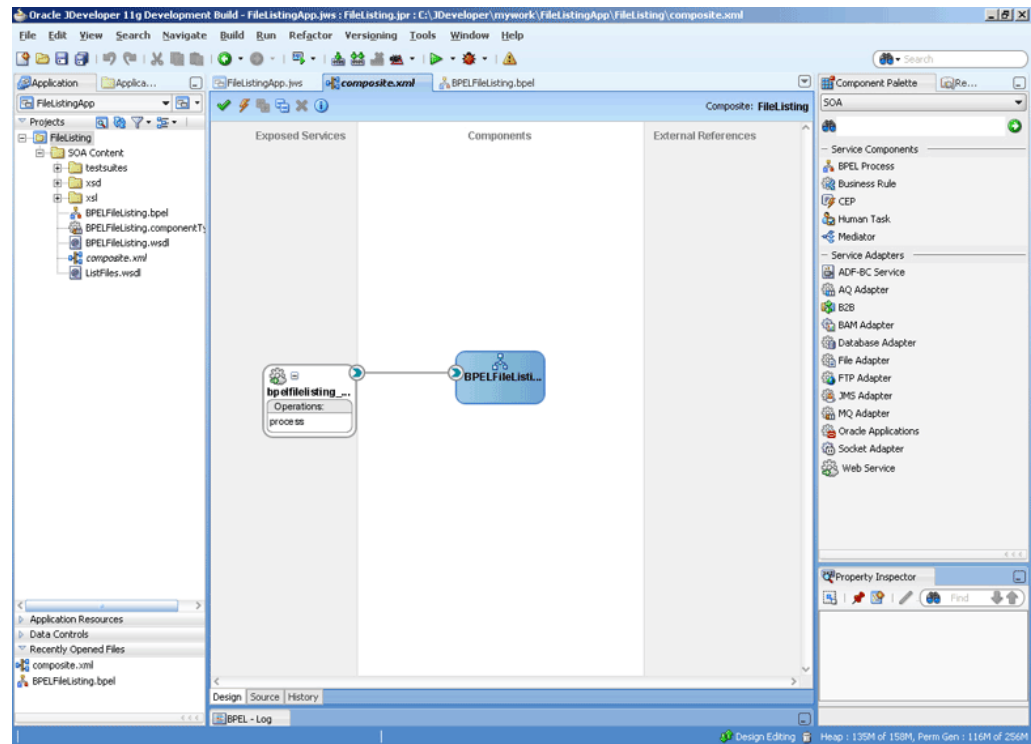 Oracle JDeveloper 11g Development Build - FileListingApp.jws : FileListing.jpr : C:\JDeveloper\mywork\FileListingApp\FileListing\composite.xml
File Edit View Search Navigate Build Run Refactor Versigning Tools Window Help
Search
Application Applica...
FileListingApp
Projects
FileListing
SOA Content
testsuites
xsd
xsl
BPELFileListing.bpel
BPELFileListing.componentTy
BPELFileListing.wsdl
composite.xml
ListFiles.wsdl
Application Resources
Data Controls
Recently Opened Files
composite.xml
BPELFileListing.bpel
FileListingApp.jws composite.xml BPELFileListing.bpel
Composite: FileListing
Exposed Services Components External References
bpelfilelisting_...
Operations:
process
BPELFileListi...
Design Source History
BPEL - Log
Component Palette Re...
SOA
Service Components
BPEL Process
Business Rule
CEP
Human Task
Mediator
Service Adapters
ADF-BC Service
AQ Adapter
B2B
BAM Adapter
Database Adapter
File Adapter
FTP Adapter
JMS Adapter
MQ Adapter
Oracle Applications
Socket Adapter
Web Service
Property Inspector
Find
Design Editing Heap : 135M of 158M, Perm Gen : 116M of 256M